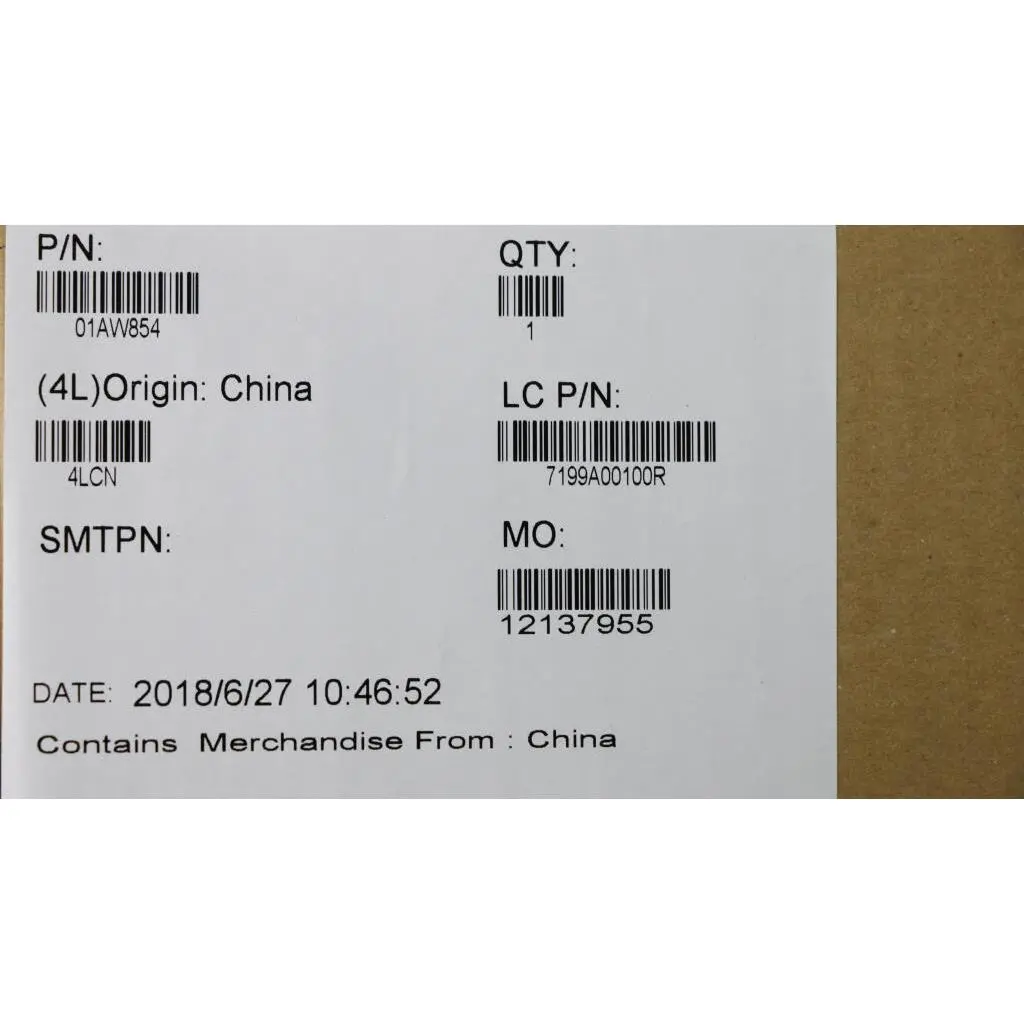 P/N:
01AW854
QTY:
1
(4L)Origin: China
4LCN
LC P/N:
7199A00100R
SMTPN:
MO:
12137955
DATE: 2018/6/27 10:46:52
Contains Merchandise From : China